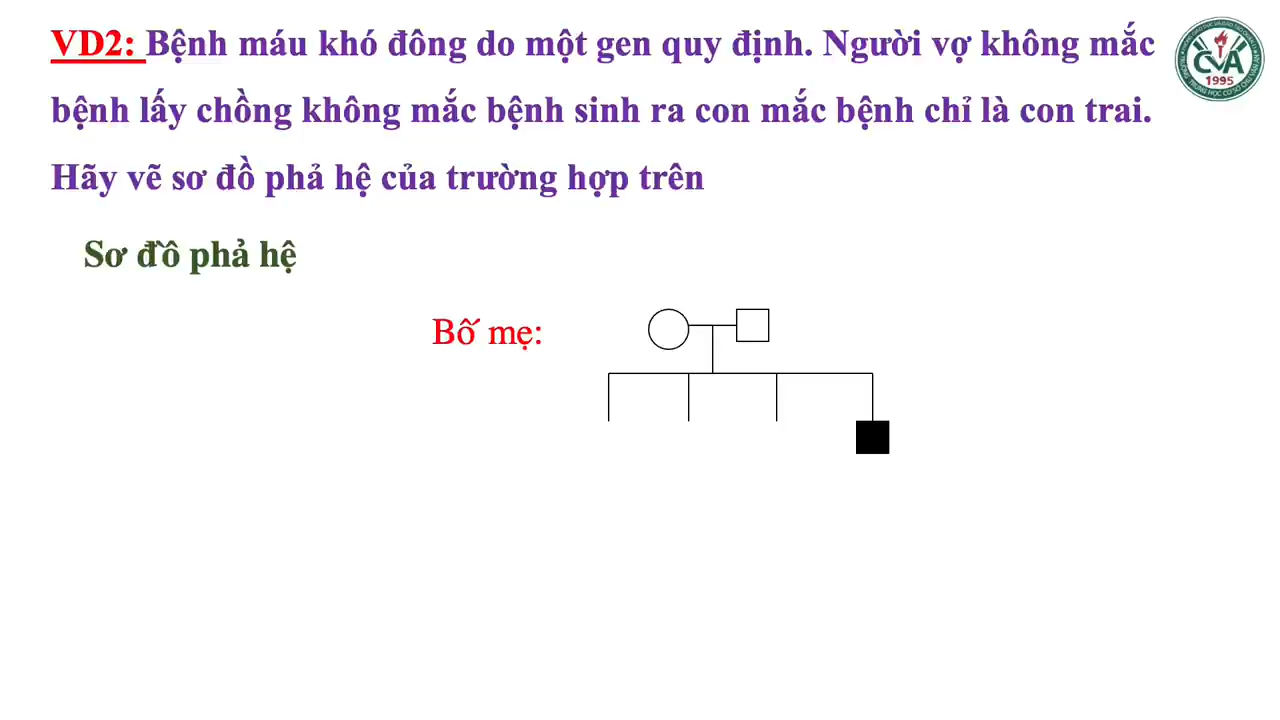 VD2: Bệnh máu khó đông do một gen quy định. Người vợ không mắc
bệnh lấy chồng không mắc bệnh sinh ra con mắc bệnh chỉ là con trai.
Hãy vẽ sơ đồ phả hệ của trường hợp trên
Sơ đồ phả hệ
Bố mẹ:
CVA
1995